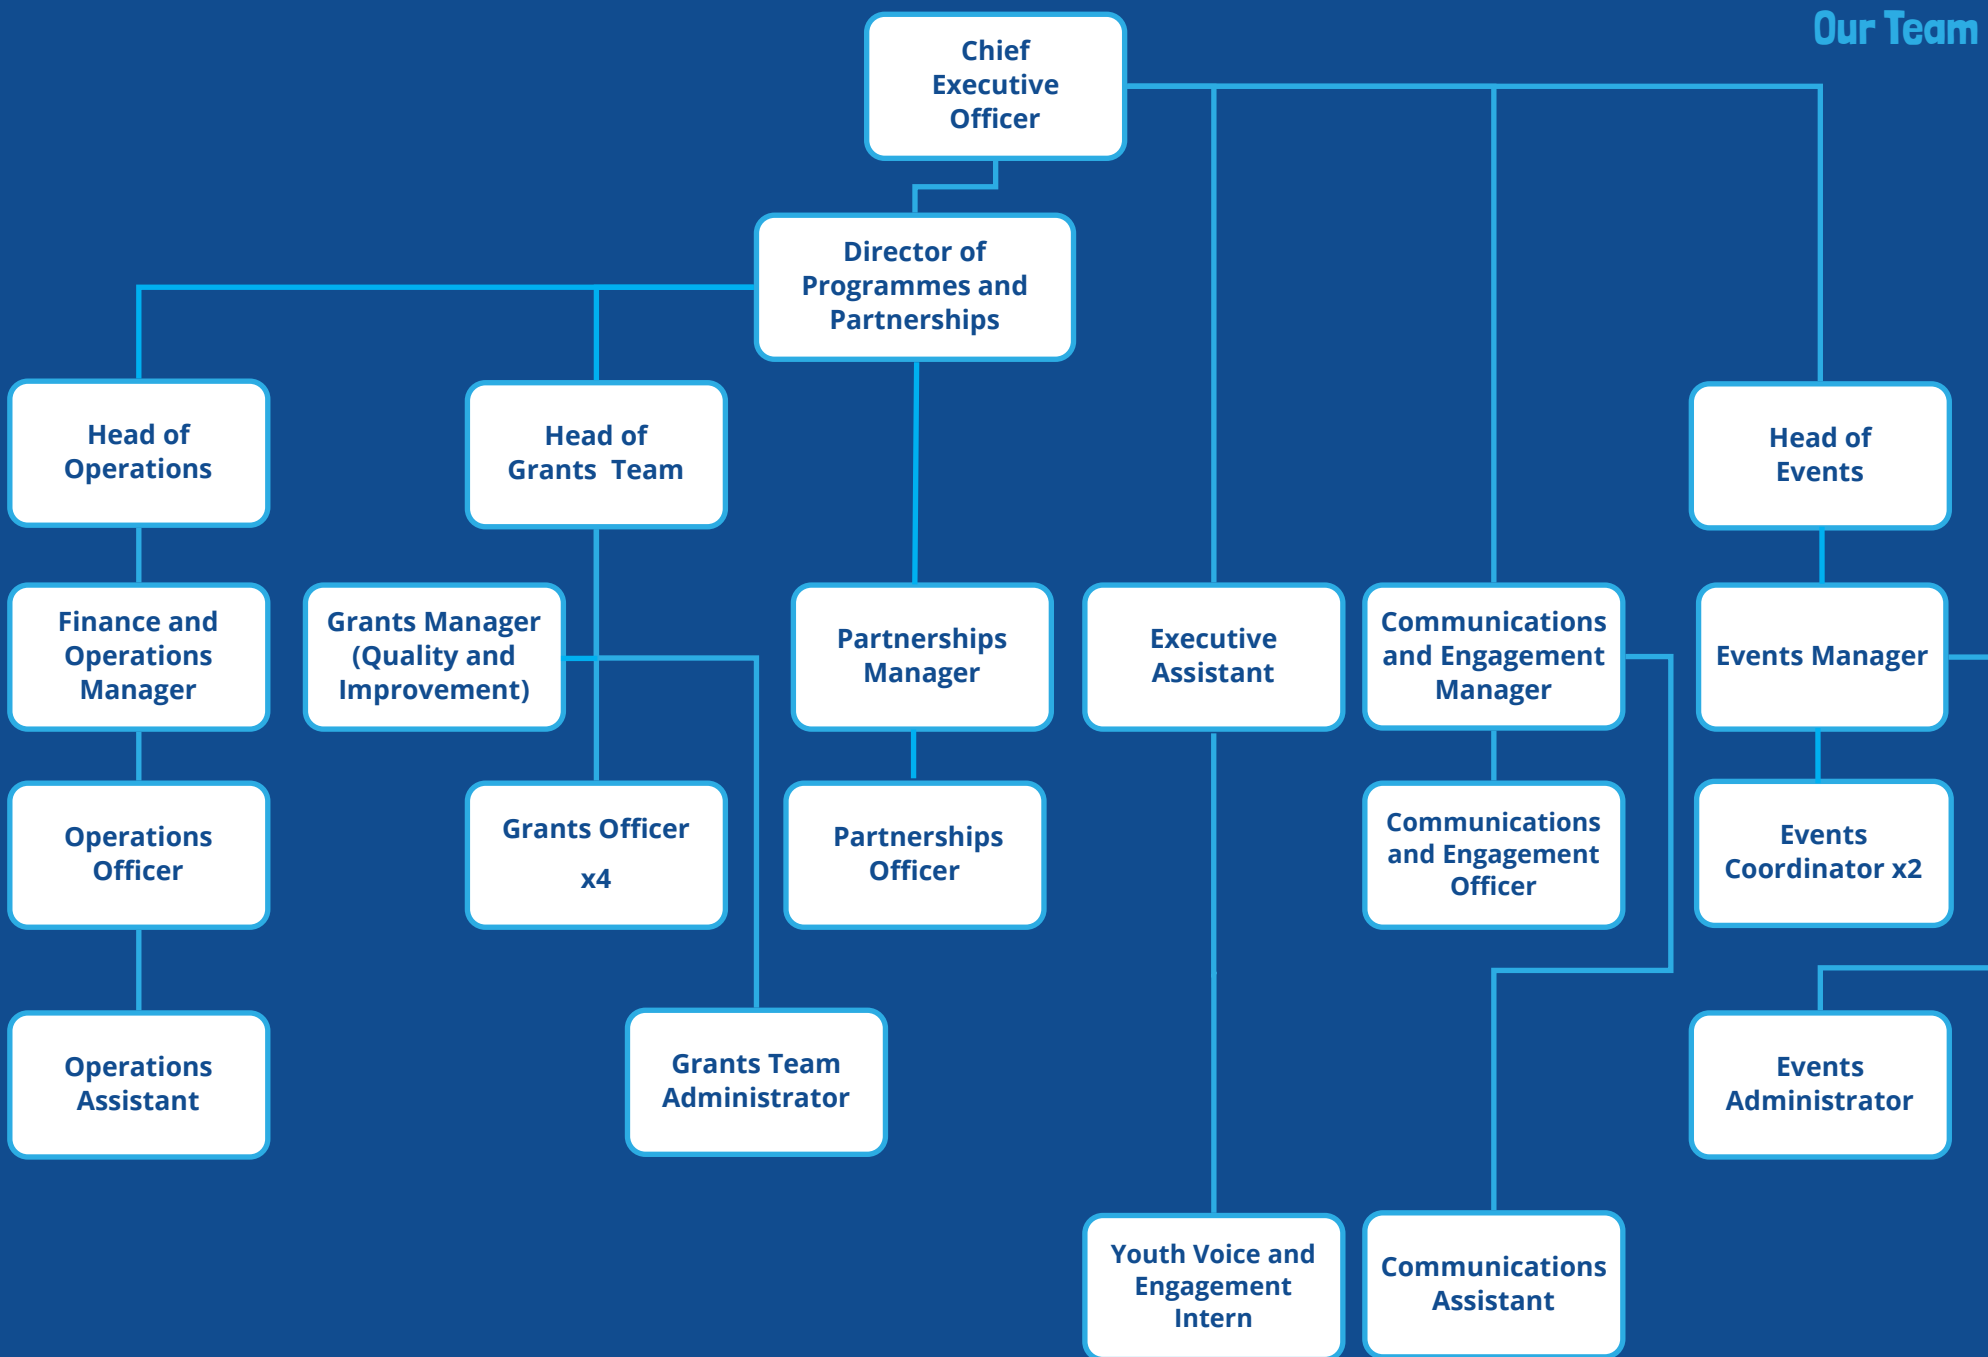 Our Team
Chief
Executive
Officer
Director of
Programmes and
Partnerships
Head of
Operations
Head of
Grants Team
Head of
Events
Finance and
Operations
Manager
Grants Manager
(Quality and
Improvement)
Partnerships
Manager
Executive
Assistant
Communications
and Engagement
Manager
Events Manager
Operations
Officer
Grants Officer
x4
Partnerships
Officer
Communications
and Engagement
Officer
Events
Coordinator x2
Operations
Assistant
Grants Team
Administrator
Events
Administrator
Youth Voice and
Engagement
Intern
Communications
Assistant